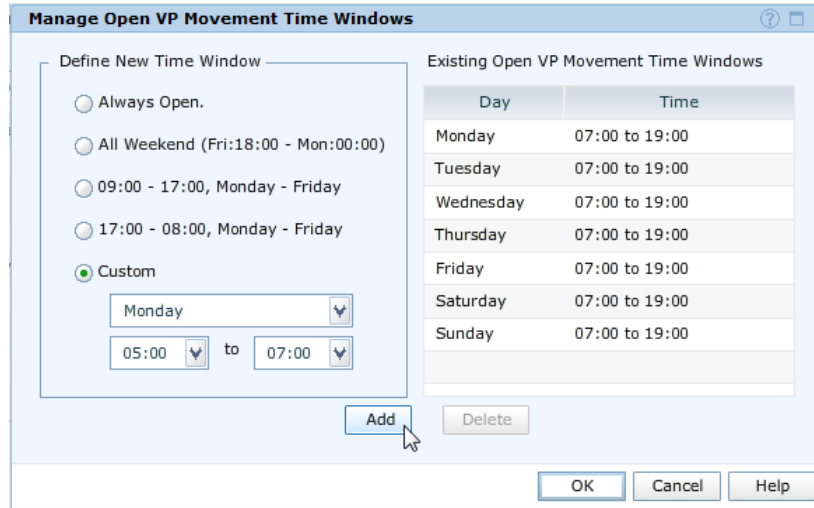 Manage Open VP Movement Time Windows
Define New Time Window
Always Open.
All Weekend (Fri:18:00 - Mon:00:00)
09:00 - 17:00, Monday - Friday
17:00 - 08:00, Monday - Friday
Custom
Monday
05:00 to 07:00
Existing Open VP Movement Time Windows
Day Time
Monday 07:00 to 19:00
Tuesday 07:00 to 19:00
Wednesday 07:00 to 19:00
Thursday 07:00 to 19:00
Friday 07:00 to 19:00
Saturday 07:00 to 19:00
Sunday 07:00 to 19:00
Add Delete
OK Cancel Help